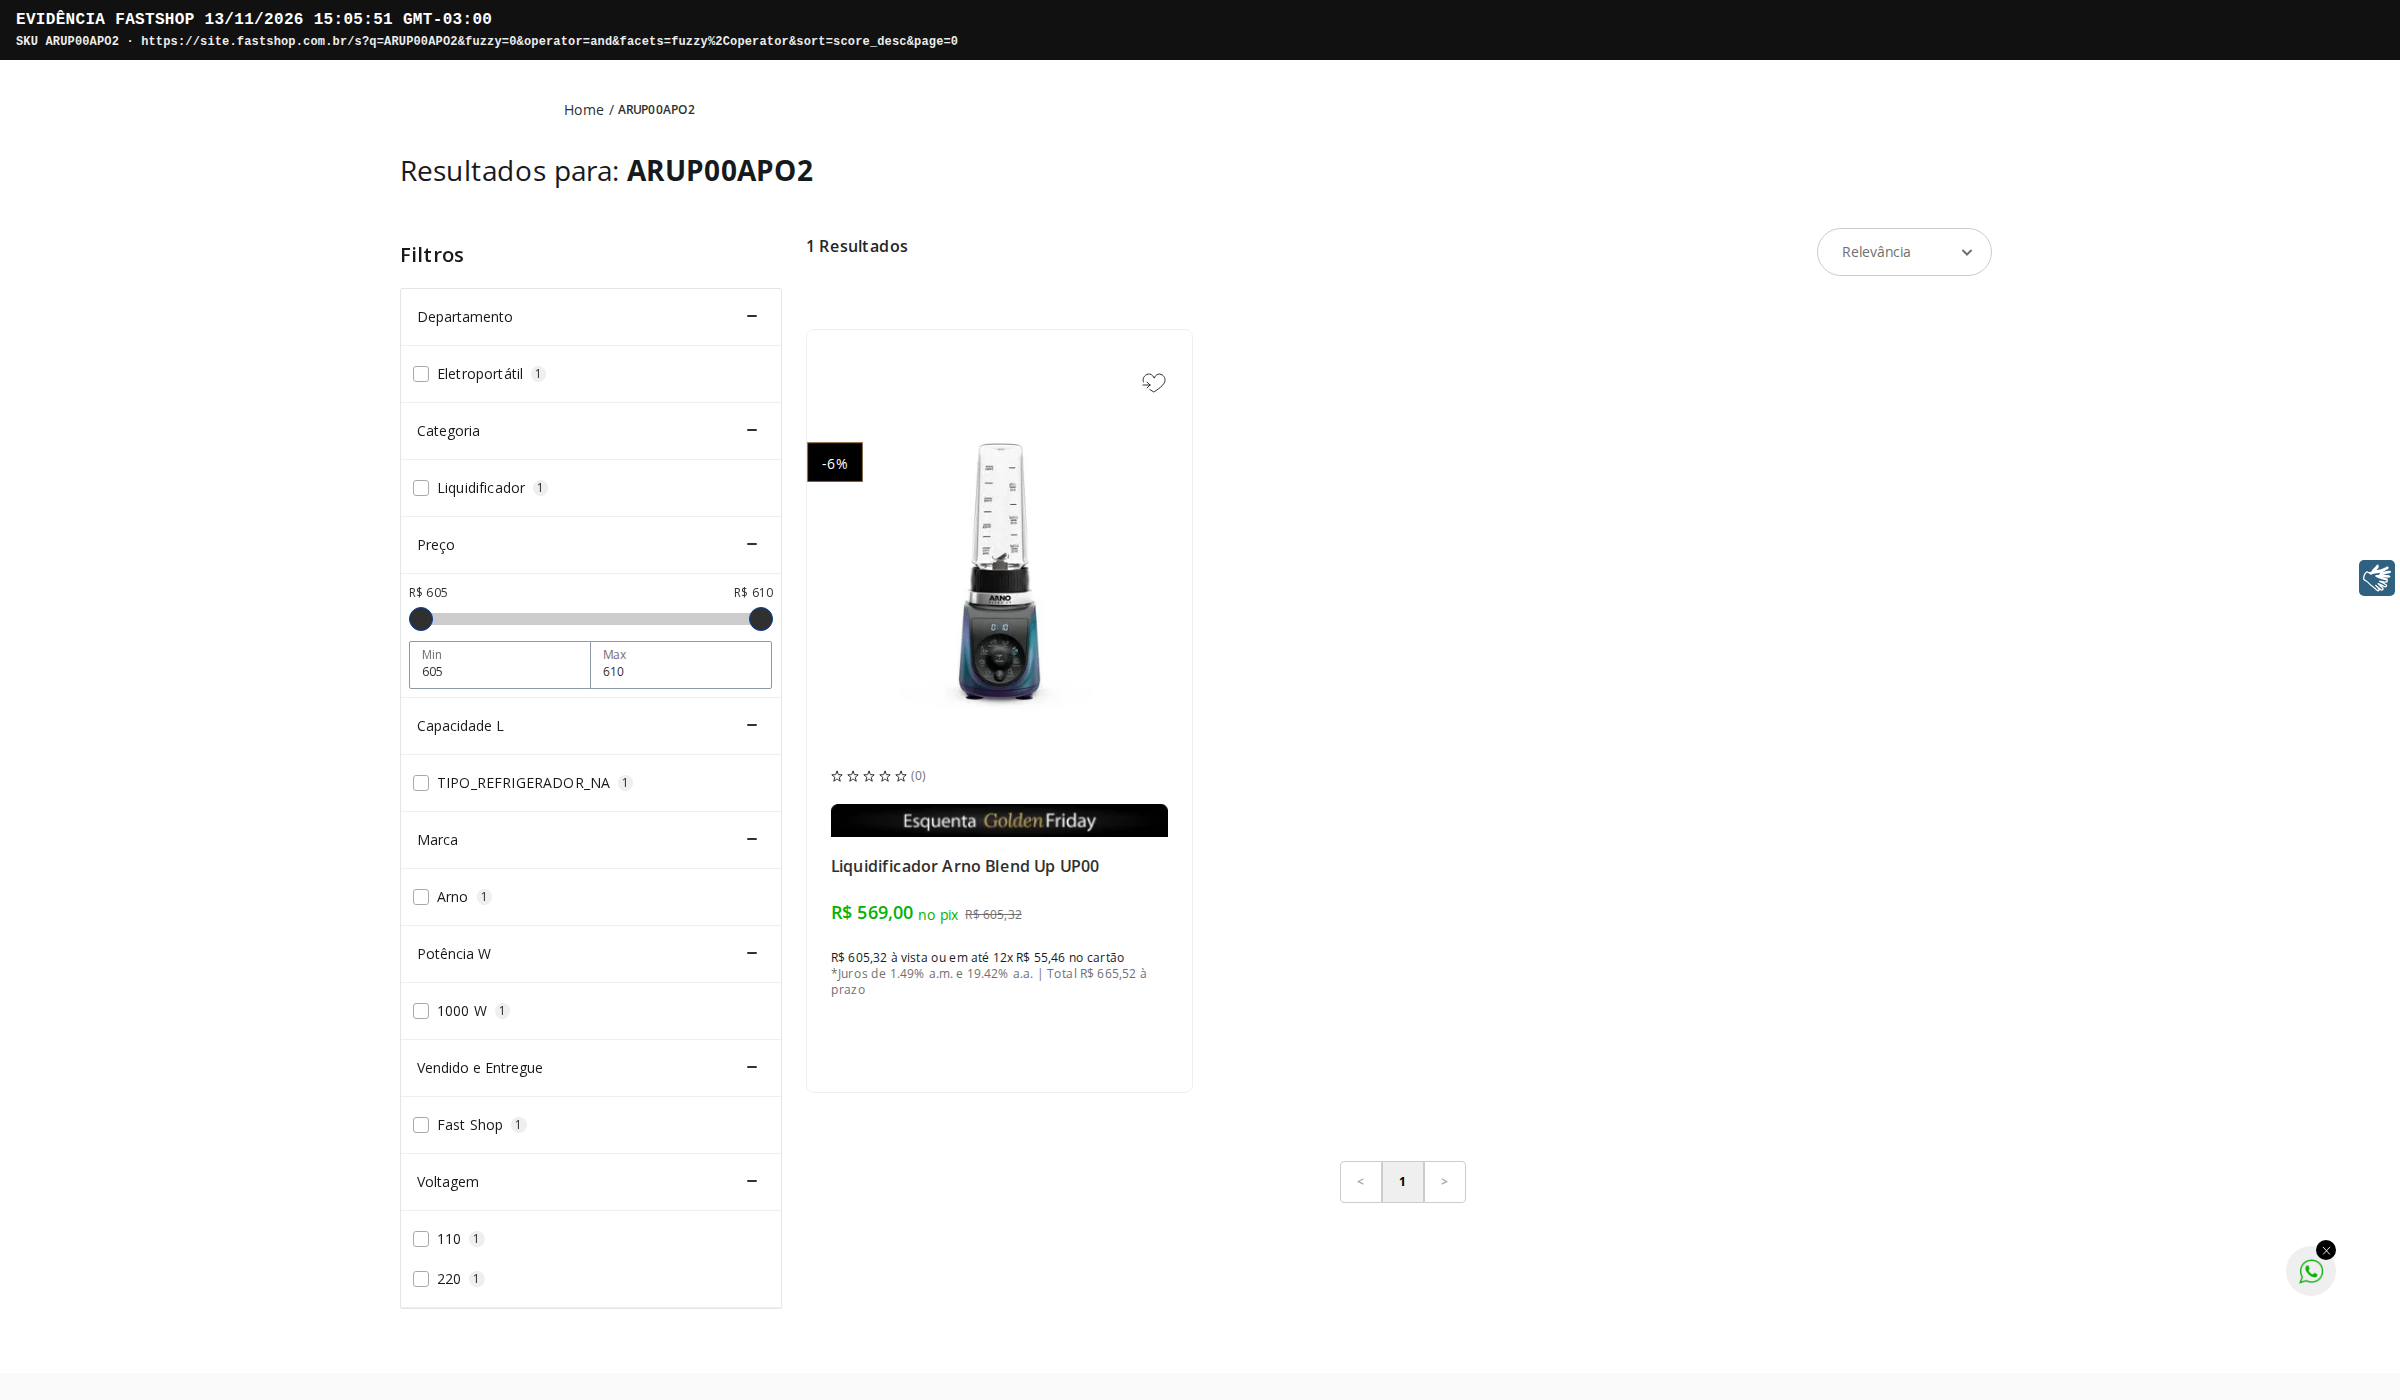 EVIDÊNCIA FASTSHOP 13/11/2026 15:05:51 GMT-03:00
SKU ARUP00APO2 · https://site.fastshop.com.br/s?q=ARUP00APO2&fuzzy=0&operator=and&facets=fuzzy%2Coperator&sort=score_desc&page=0
Home / ARUP00APO2
Resultados para: ARUP00APO2
Filtros
Departamento
Eletroportátil 1
Categoria
Liquidificador 1
Preço
R$ 605 R$ 610
Min Max
605 610
Capacidade L
TIPO_REFRIGERADOR_NA 1
Marca
Arno 1
Potência W
1000 W 1
Vendido e Entregue
Fast Shop 1
Voltagem
110 1
220 1
1 Resultados
Relevância
-6%
ARNO
0:10
(0)
Esquenta Golden Friday
Liquidificador Arno Blend Up UP00
R$ 569,00 no pix R$ 605,32
R$ 605,32 à vista ou em até 12x R$ 55,46 no cartão
*Juros de 1.49% a.m. e 19.42% a.a. | Total R$ 665,52 à
prazo
< 1 >